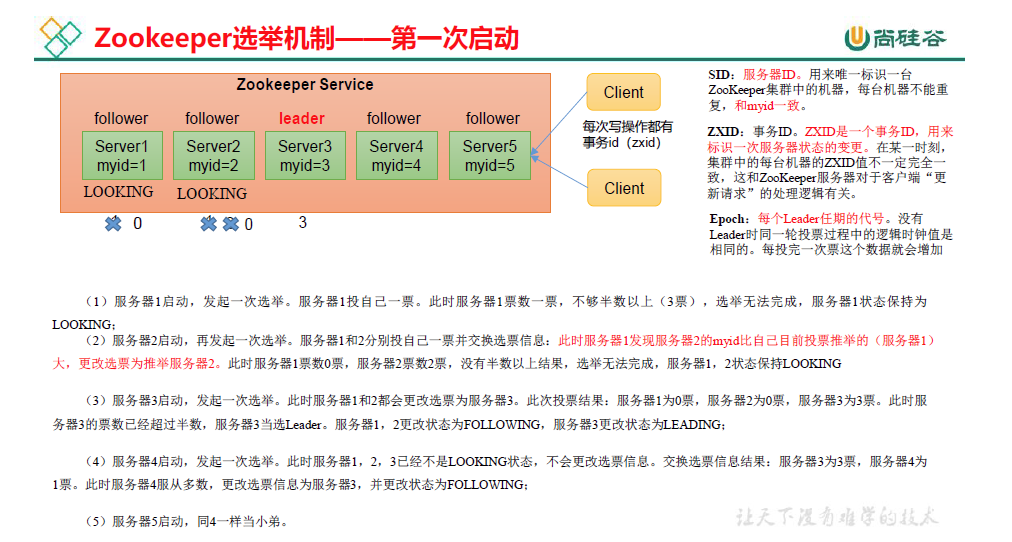 Zookeeper选举机制——第一次启动
尚硅谷
Zookeeper Service
follower
follower
leader
follower
follower
Server1
myid=1
Server2
myid=2
Server3
myid=3
Server4
myid=4
Server5
myid=5
LOOKING
LOOKING
0
0
3
Client
每次写操作都有
事务id（zxid）
Client
SID：服务器ID。用来唯一标识一台
ZooKeeper集群中的机器，每台机器不能重
复，和myid一致。
ZXID：事务ID。ZXID是一个事务ID，用来
标识一次服务器状态的变更。在某一时刻，
集群中的每台机器的ZXID值不一定完全一
致，这和ZooKeeper服务器对于客户端“更
新请求”的处理逻辑有关。
Epoch：每个Leader任期的代号。没有
Leader时同一轮投票过程中的逻辑时钟值是
相同的。每投完一次票这个数据就会增加
（1）服务器1启动，发起一次选举。服务器1投自己一票。此时服务器1票数一票，不够半数以上（3票），选举无法完成，服务器1状态保持为
LOOKING；
（2）服务器2启动，再发起一次选举。服务器1和2分别投自己一票并交换选票信息：此时服务器1发现服务器2的myid比自己目前投票推举的（服务器1）
大，更改选票为推举服务器2。此时服务器1票数0票，服务器2票数2票，没有半数以上结果，选举无法完成，服务器1，2状态保持LOOKING
（3）服务器3启动，发起一次选举。此时服务器1和2都会更改选票为服务器3。此次投票结果：服务器1为0票，服务器2为0票，服务器3为3票。此时服
务器3的票数已经超过半数，服务器3当选Leader。服务器1，2更改状态为FOLLOWING，服务器3更改状态为LEADING；
（4）服务器4启动，发起一次选举。此时服务器1，2，3已经不是LOOKING状态，不会更改选票信息。交换选票信息结果：服务器3为3票，服务器4为
1票。此时服务器4服从多数，更改选票信息为服务器3，并更改状态为FOLLOWING；
（5）服务器5启动，同4一样当小弟。
让天下没有难学的技术